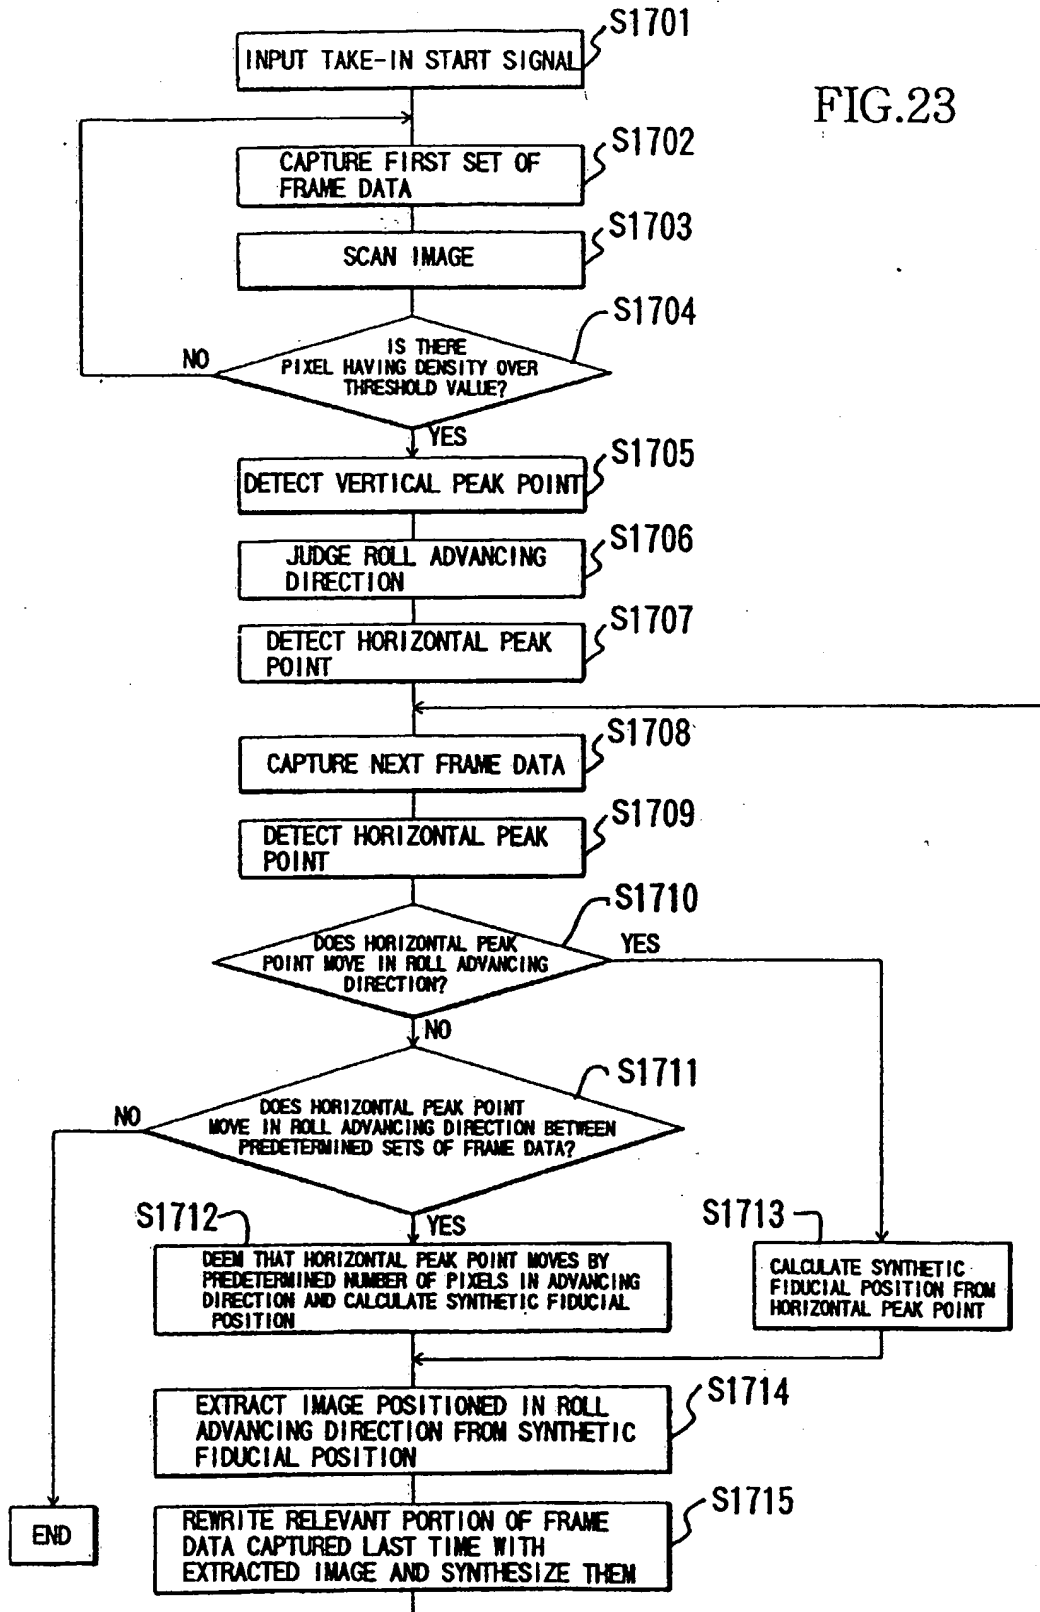 S1701
INPUT TAKE-IN START SIGNAL
FIG.23
S1702
CAPTURE FIRST SET OF
FRAME DATA
S1703
SCAN IMAGE
S1704
IS THERE
PIXEL HAVING DENSITY OVER
THRESHOLD VALUE?
NO
YES
S1705
DETECT VERTICAL PEAK POINT
S1706
JUDGE ROLL ADVANCING
DIRECTION
S1707
DETECT HORIZONTAL PEAK
POINT
S1708
CAPTURE NEXT FRAME DATA
S1709
DETECT HORIZONTAL PEAK
POINT
S1710
DOES HORIZONTAL PEAK
POINT MOVE IN ROLL ADVANCING
DIRECTION?
YES
NO
S1711
DOES HORIZONTAL PEAK POINT
MOVE IN ROLL ADVANCING DIRECTION BETWEEN
PREDETERMINED SETS OF FRAME DATA?
NO
YES
S1712
DEEM THAT HORIZONTAL PEAK POINT MOVES BY
PREDETERMINED NUMBER OF PIXELS IN ADVANCING
DIRECTION AND CALCULATE SYNTHETIC FIDUCIAL
POSITION
S1713
CALCULATE SYNTHETIC
FIDUCIAL POSITION FROM
HORIZONTAL PEAK POINT
S1714
EXTRACT IMAGE POSITIONED IN ROLL
ADVANCING DIRECTION FROM SYNTHETIC
FIDUCIAL POSITION
S1715
REWRITE RELEVANT PORTION OF FRAME
DATA CAPTURED LAST TIME WITH
EXTRACTED IMAGE AND SYNTHESIZE THEM
END